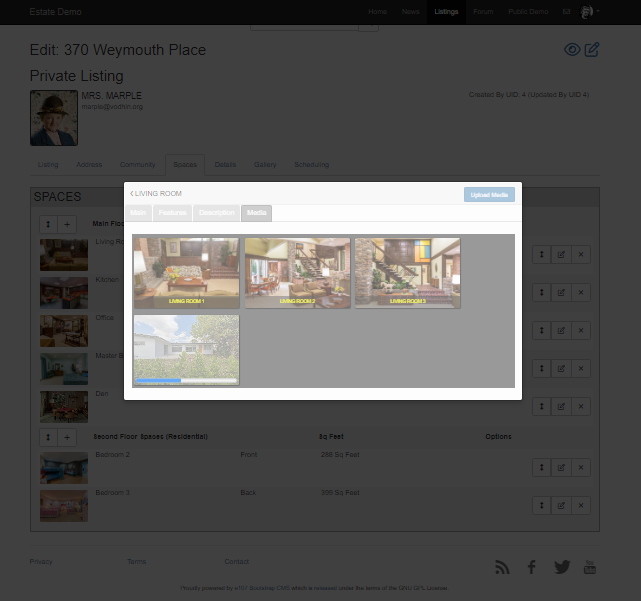 Estate Demo
Home News Listings Forum Public Demo
Edit: 370 Weymouth Place
Private Listing
MRS. MARPLE
marple@vodhin.org
Created By UID: 4 (Updated By UID 4)
Listing Address Community Spaces Details Gallery Scheduling
SPACES
LIVING ROOM
Upload Media
Main Features Description Media
Main Floo
Living Ro
LIVING ROOM 1
LIVING ROOM 2
LIVING ROOM 3
Kitchen
Office
Master B
Den
Second Floor Spaces (Residential) Sq Feet Options
Bedroom 2 Front 288 Sq Feet
Bedroom 3 Back 390 Sq Feet
Privacy Terms Contact
You Tube
Proudly powered by e107 Bootstrap CMS which is released under the terms of the GNU GPL License.